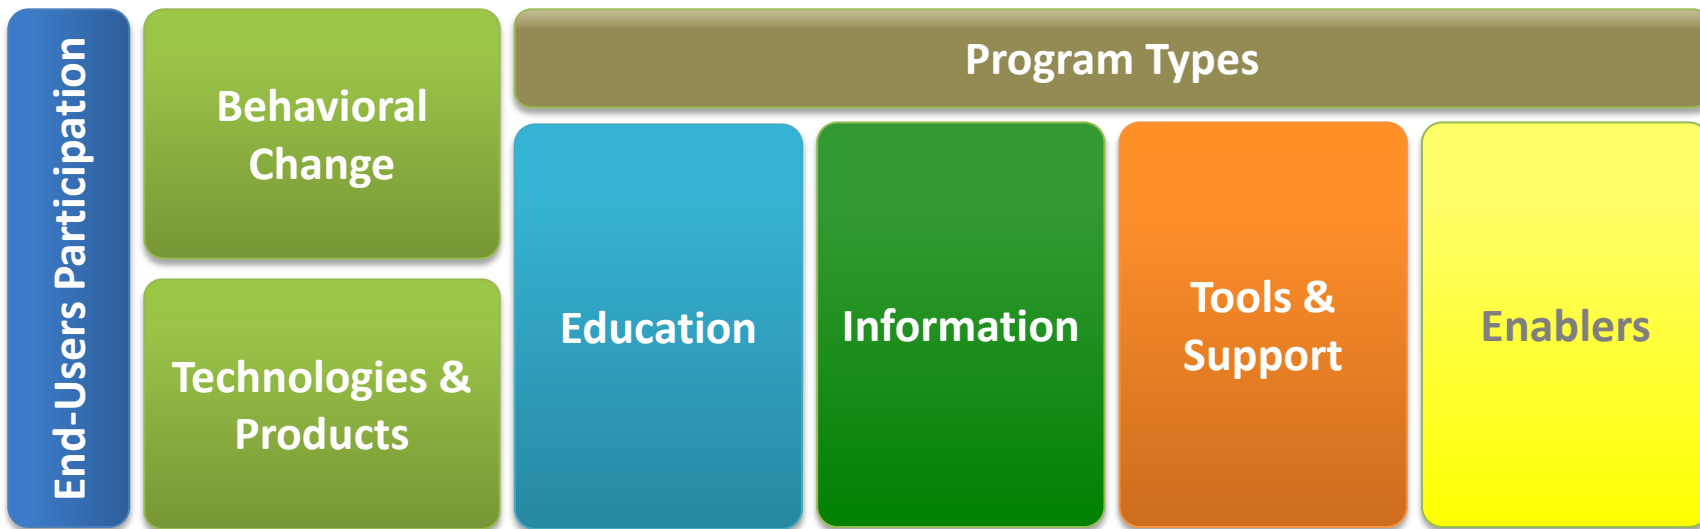 End-Users Participation
Behavioral
Change
Technologies &
Products
Program Types
Education
Information
Tools &
Support
Enablers